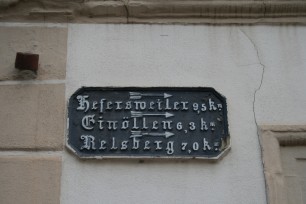 Hefersweiler 9,5 km
Einöllen 6,3 km
Relsberg 7,0 km